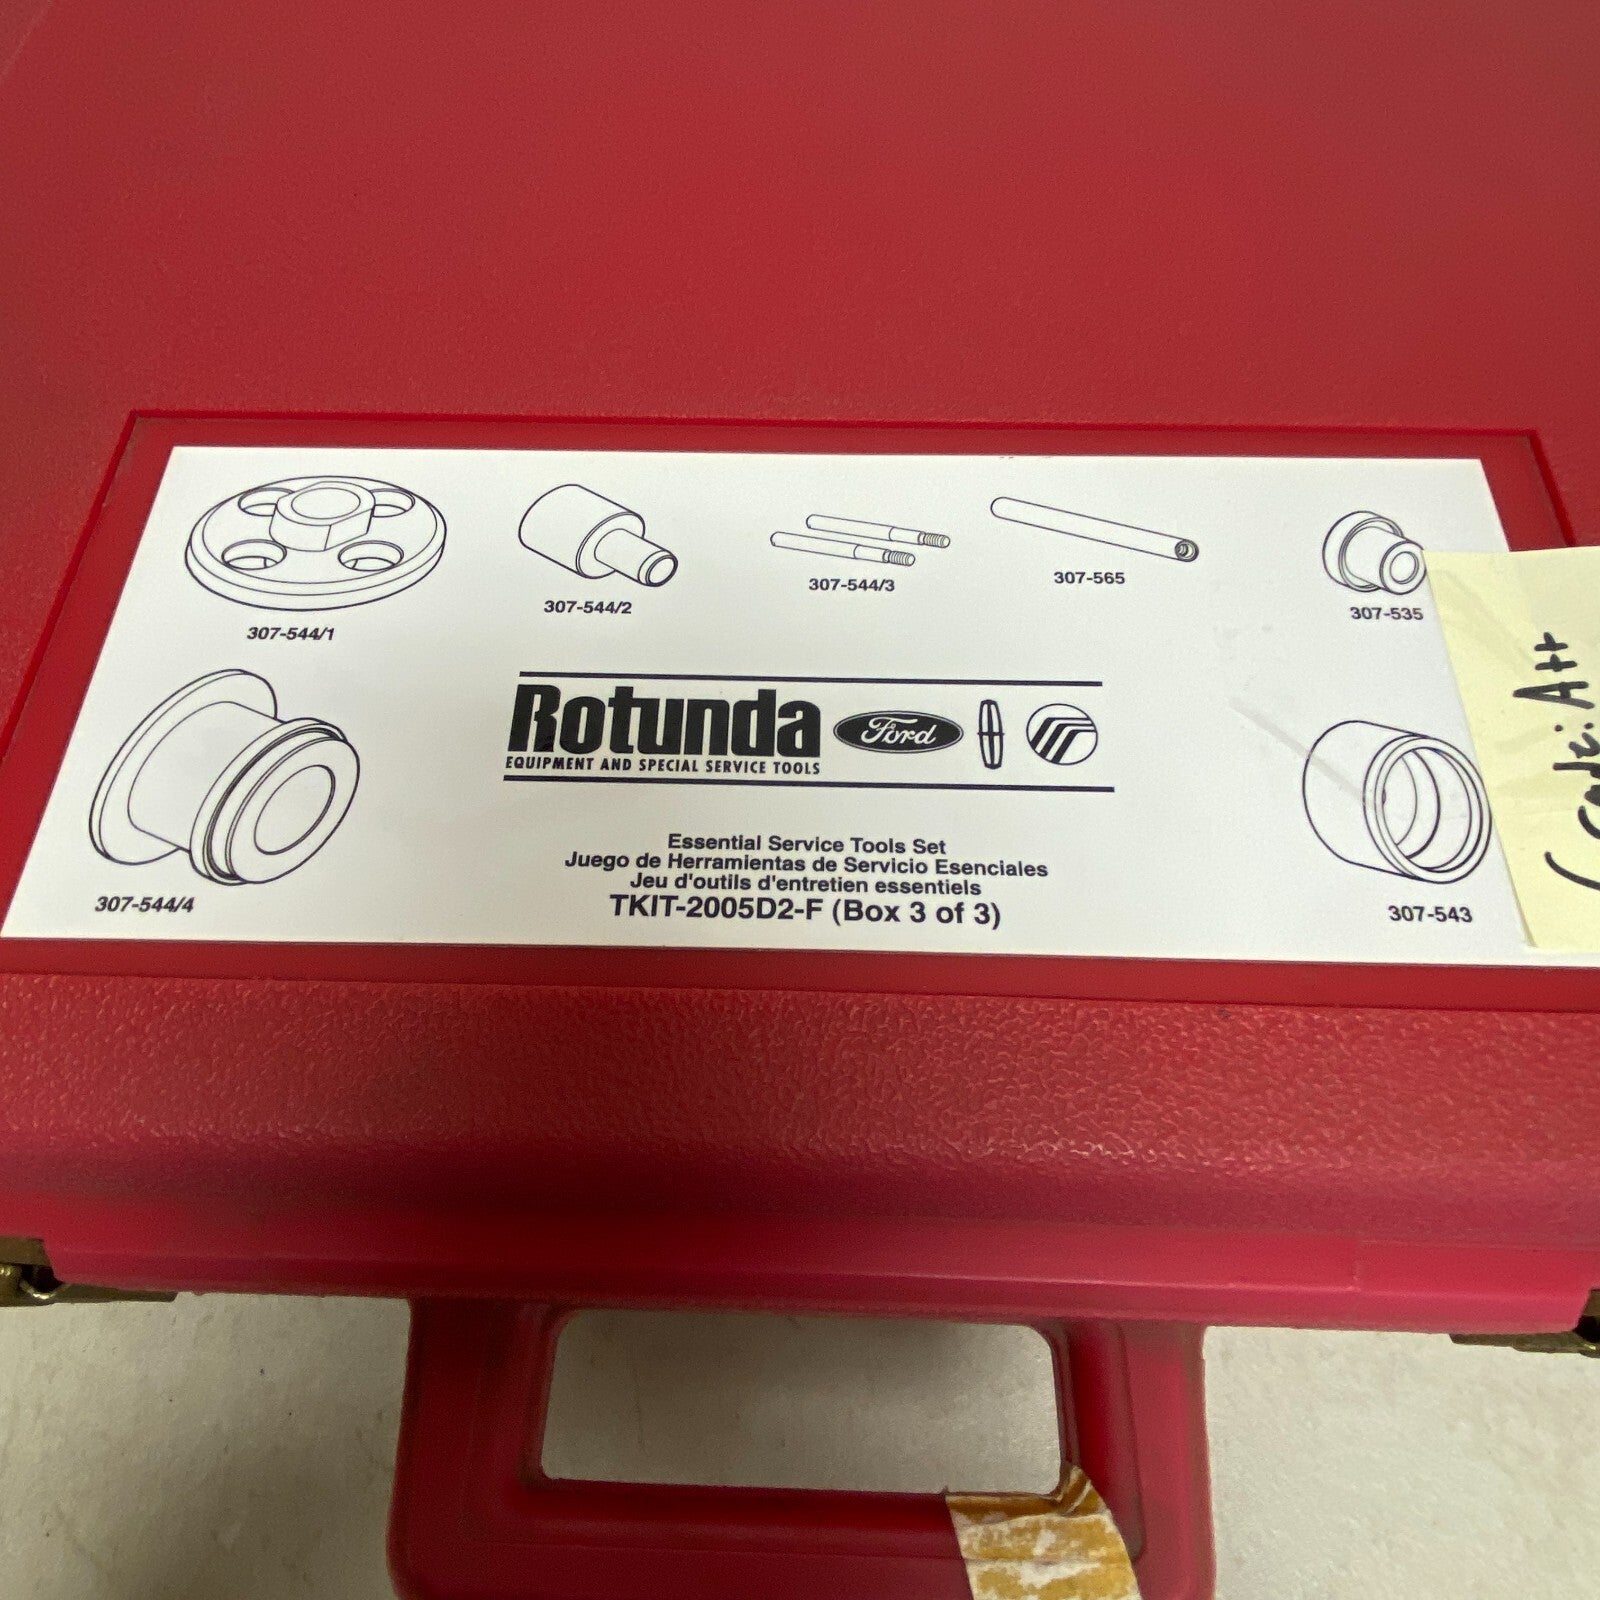 307-544/1
307-544/2
307-544/3
307-565
307-535
307-544/4
Rotunda
EQUIPMENT AND SPECIAL SERVICE TOOLS
Ford
Essential Service Tools Set
Juego de Herramientas de Servicio Esenciales
Jeu d'outils d'entretien essentiels
TKIT-2005D2-F (Box 3 of 3)
307-543
(Code: A++